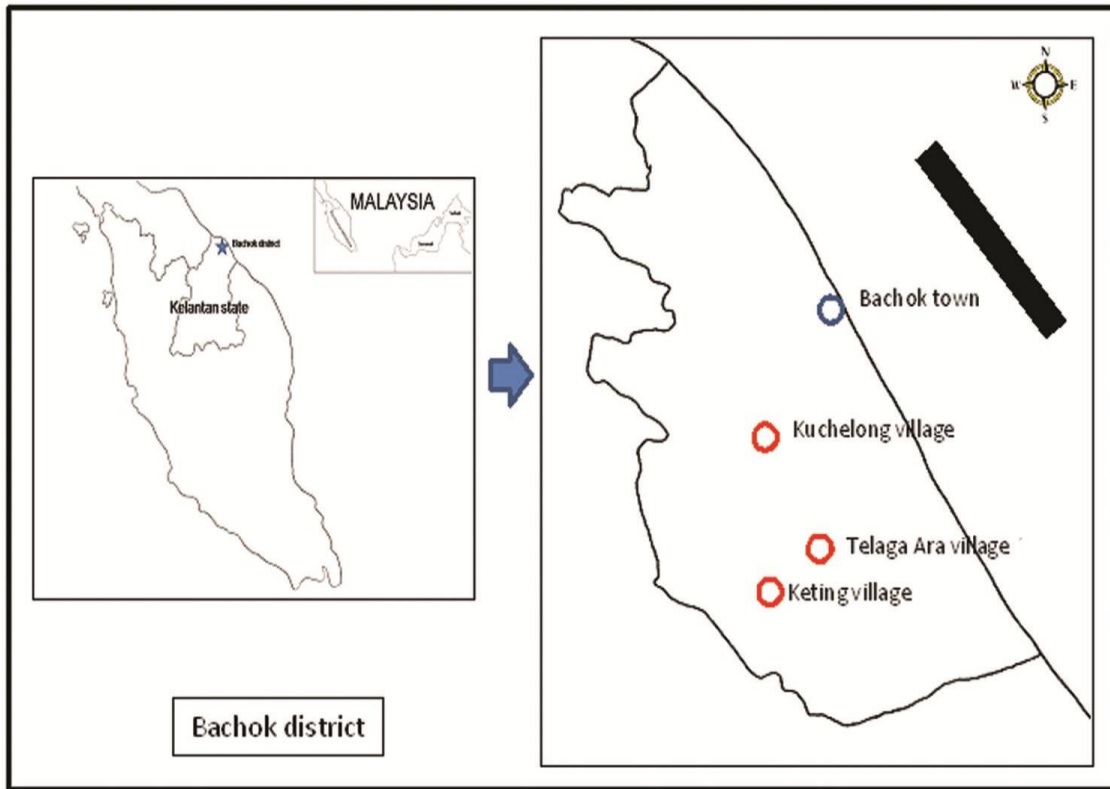 MALAYSIA
Bachok district
Kelantan state
Bachok district
N
W E
S
Bachok town
Kuchelong village
Telaga Ara village
Keting village